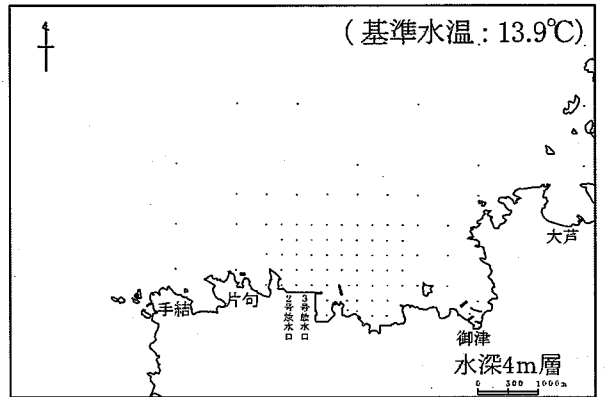 (基準水温:13.9℃)
大芦
手結
片句
2号放水口
3号放水口
御津
水深4m層
0 500 1000m